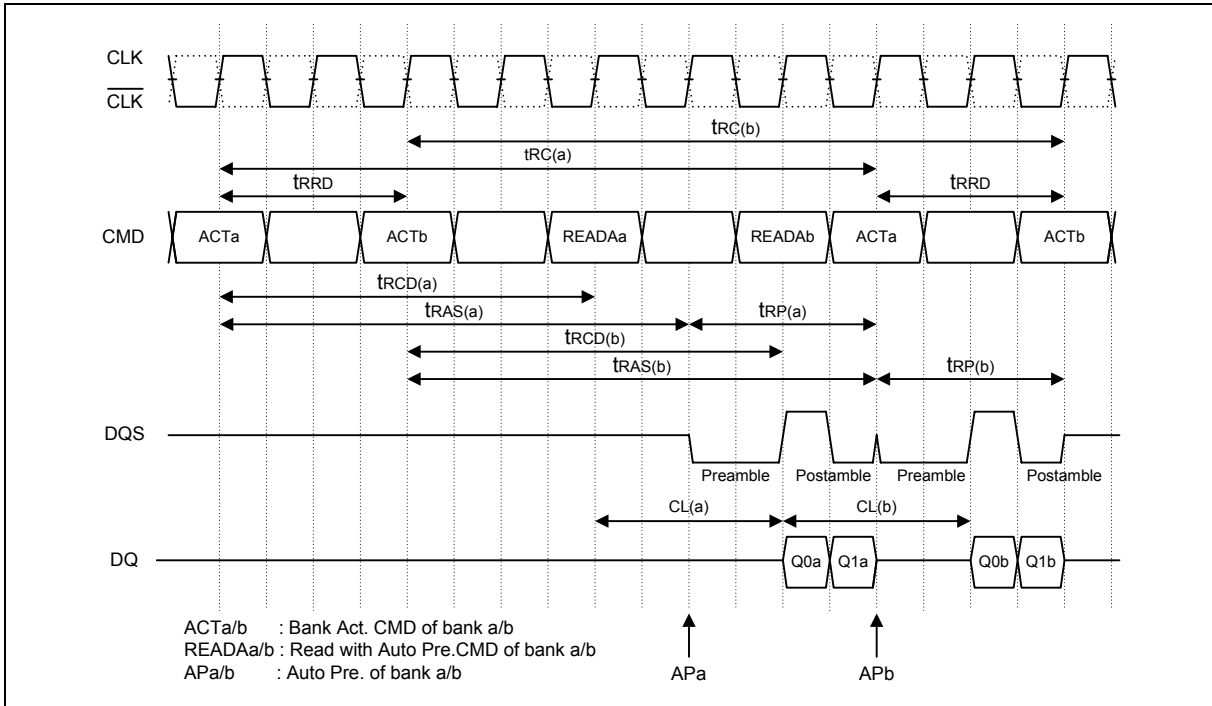 CLK
CLK
tRC(b)
tRC(a)
tRRD tRRD
CMD ACTa ACTb READAa READAb ACTa ACTb
tRCD(a)
tRAS(a) tRP(a)
tRCD(b)
tRAS(b) tRP(b)
DQS
Preamble Postamble Preamble Postamble
CL(a) CL(b)
DQ Q0a Q1a Q0b Q1b
ACTa/b : Bank Act. CMD of bank a/b
READAa/b : Read with Auto Pre.CMD of bank a/b
APa/b : Auto Pre. of bank a/b
APa APb